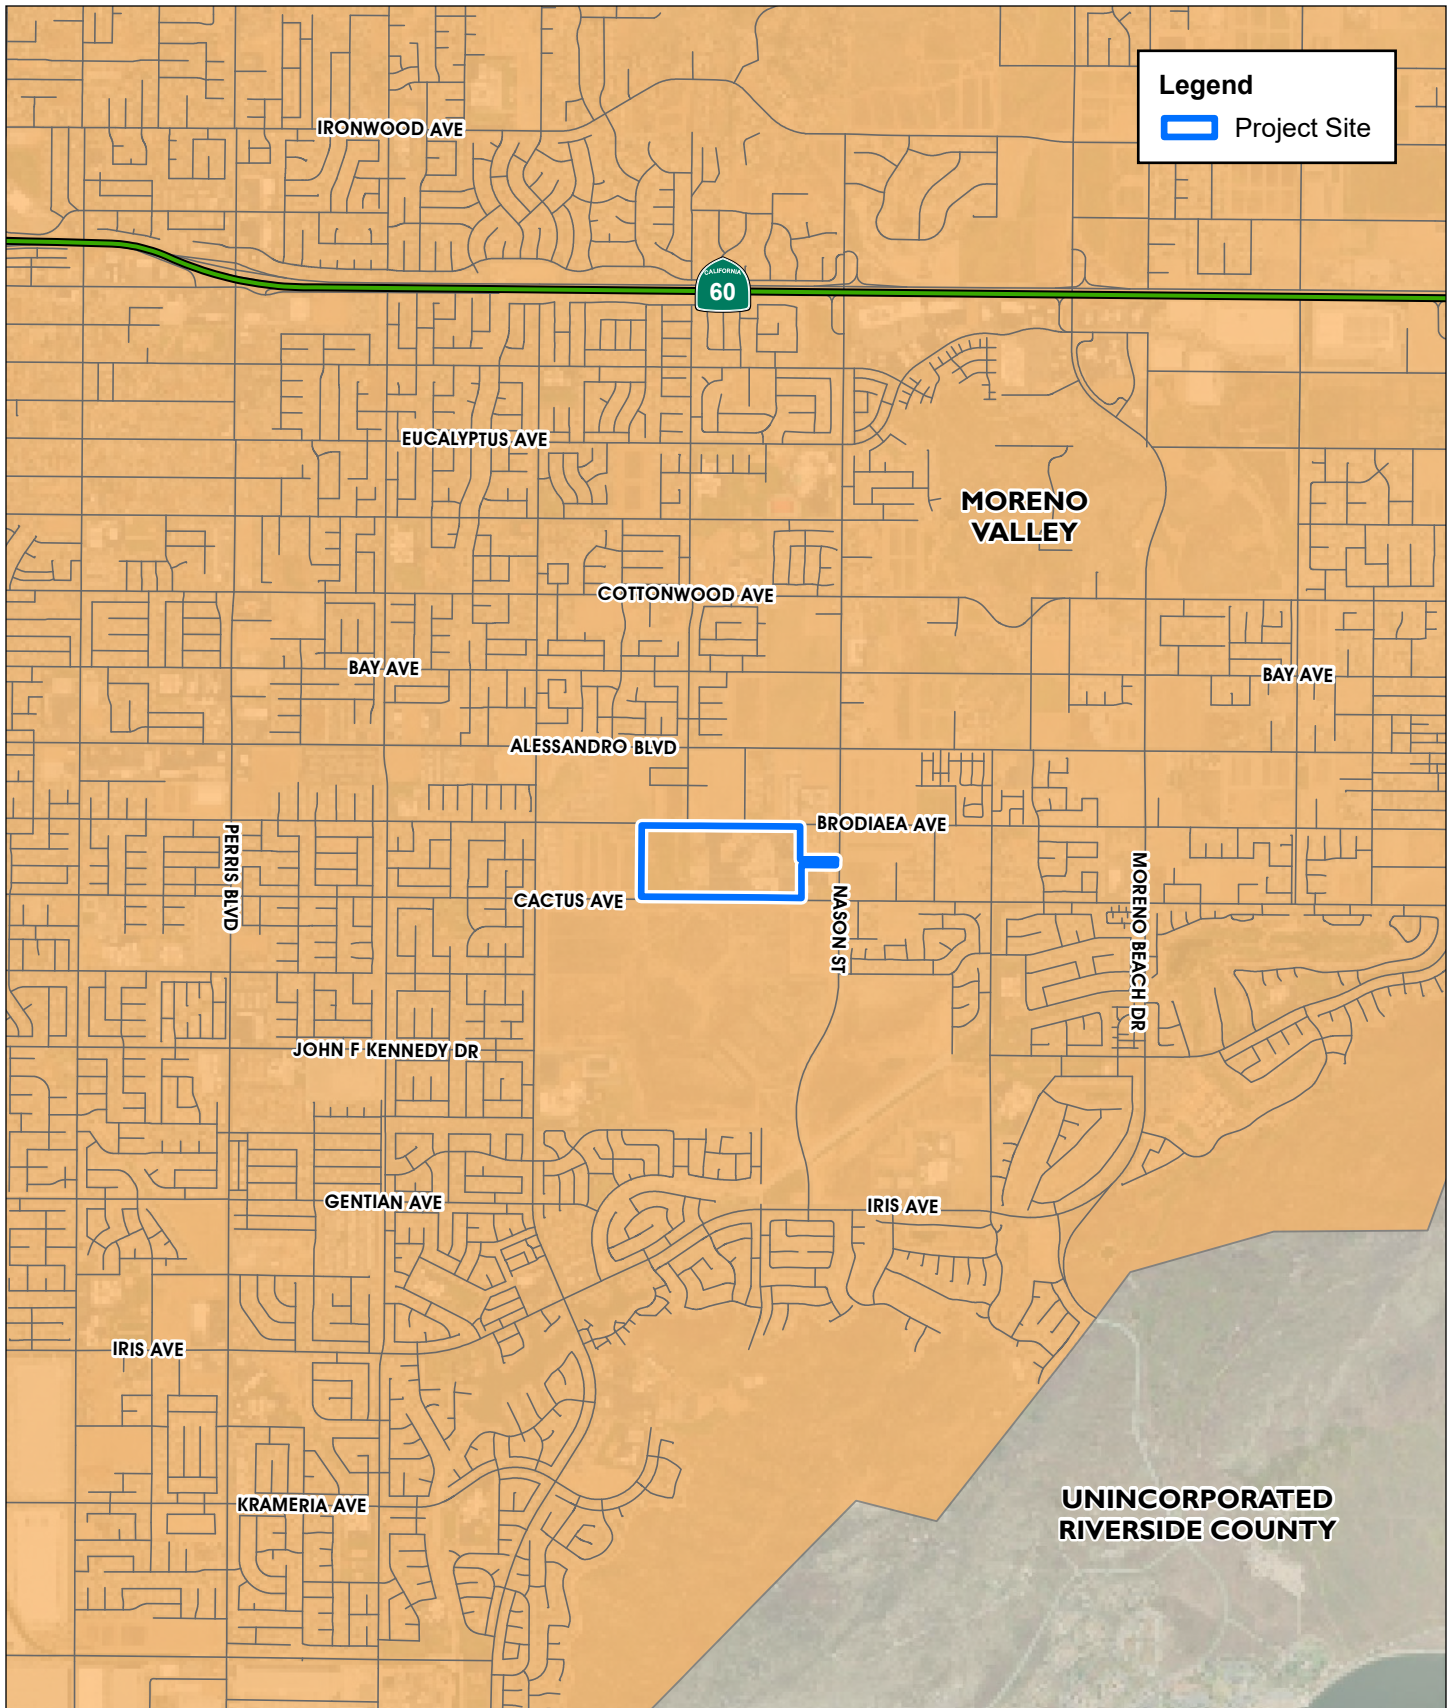 Legend
Project Site
IRONWOOD AVE
CALIFORNIA
60
EUCALYPTUS AVE
MORENO
VALLEY
COTTONWOOD AVE
BAY AVE
BAY AVE
ALESSANDRO BLVD
BRODIAEA AVE
PERRIS BLVD
CACTUS AVE
NASON ST
MORENO BEACH DR
JOHN F KENNEDY DR
GENTIAN AVE
IRIS AVE
IRIS AVE
KRAMERIA AVE
UNINCORPORATED
RIVERSIDE COUNTY